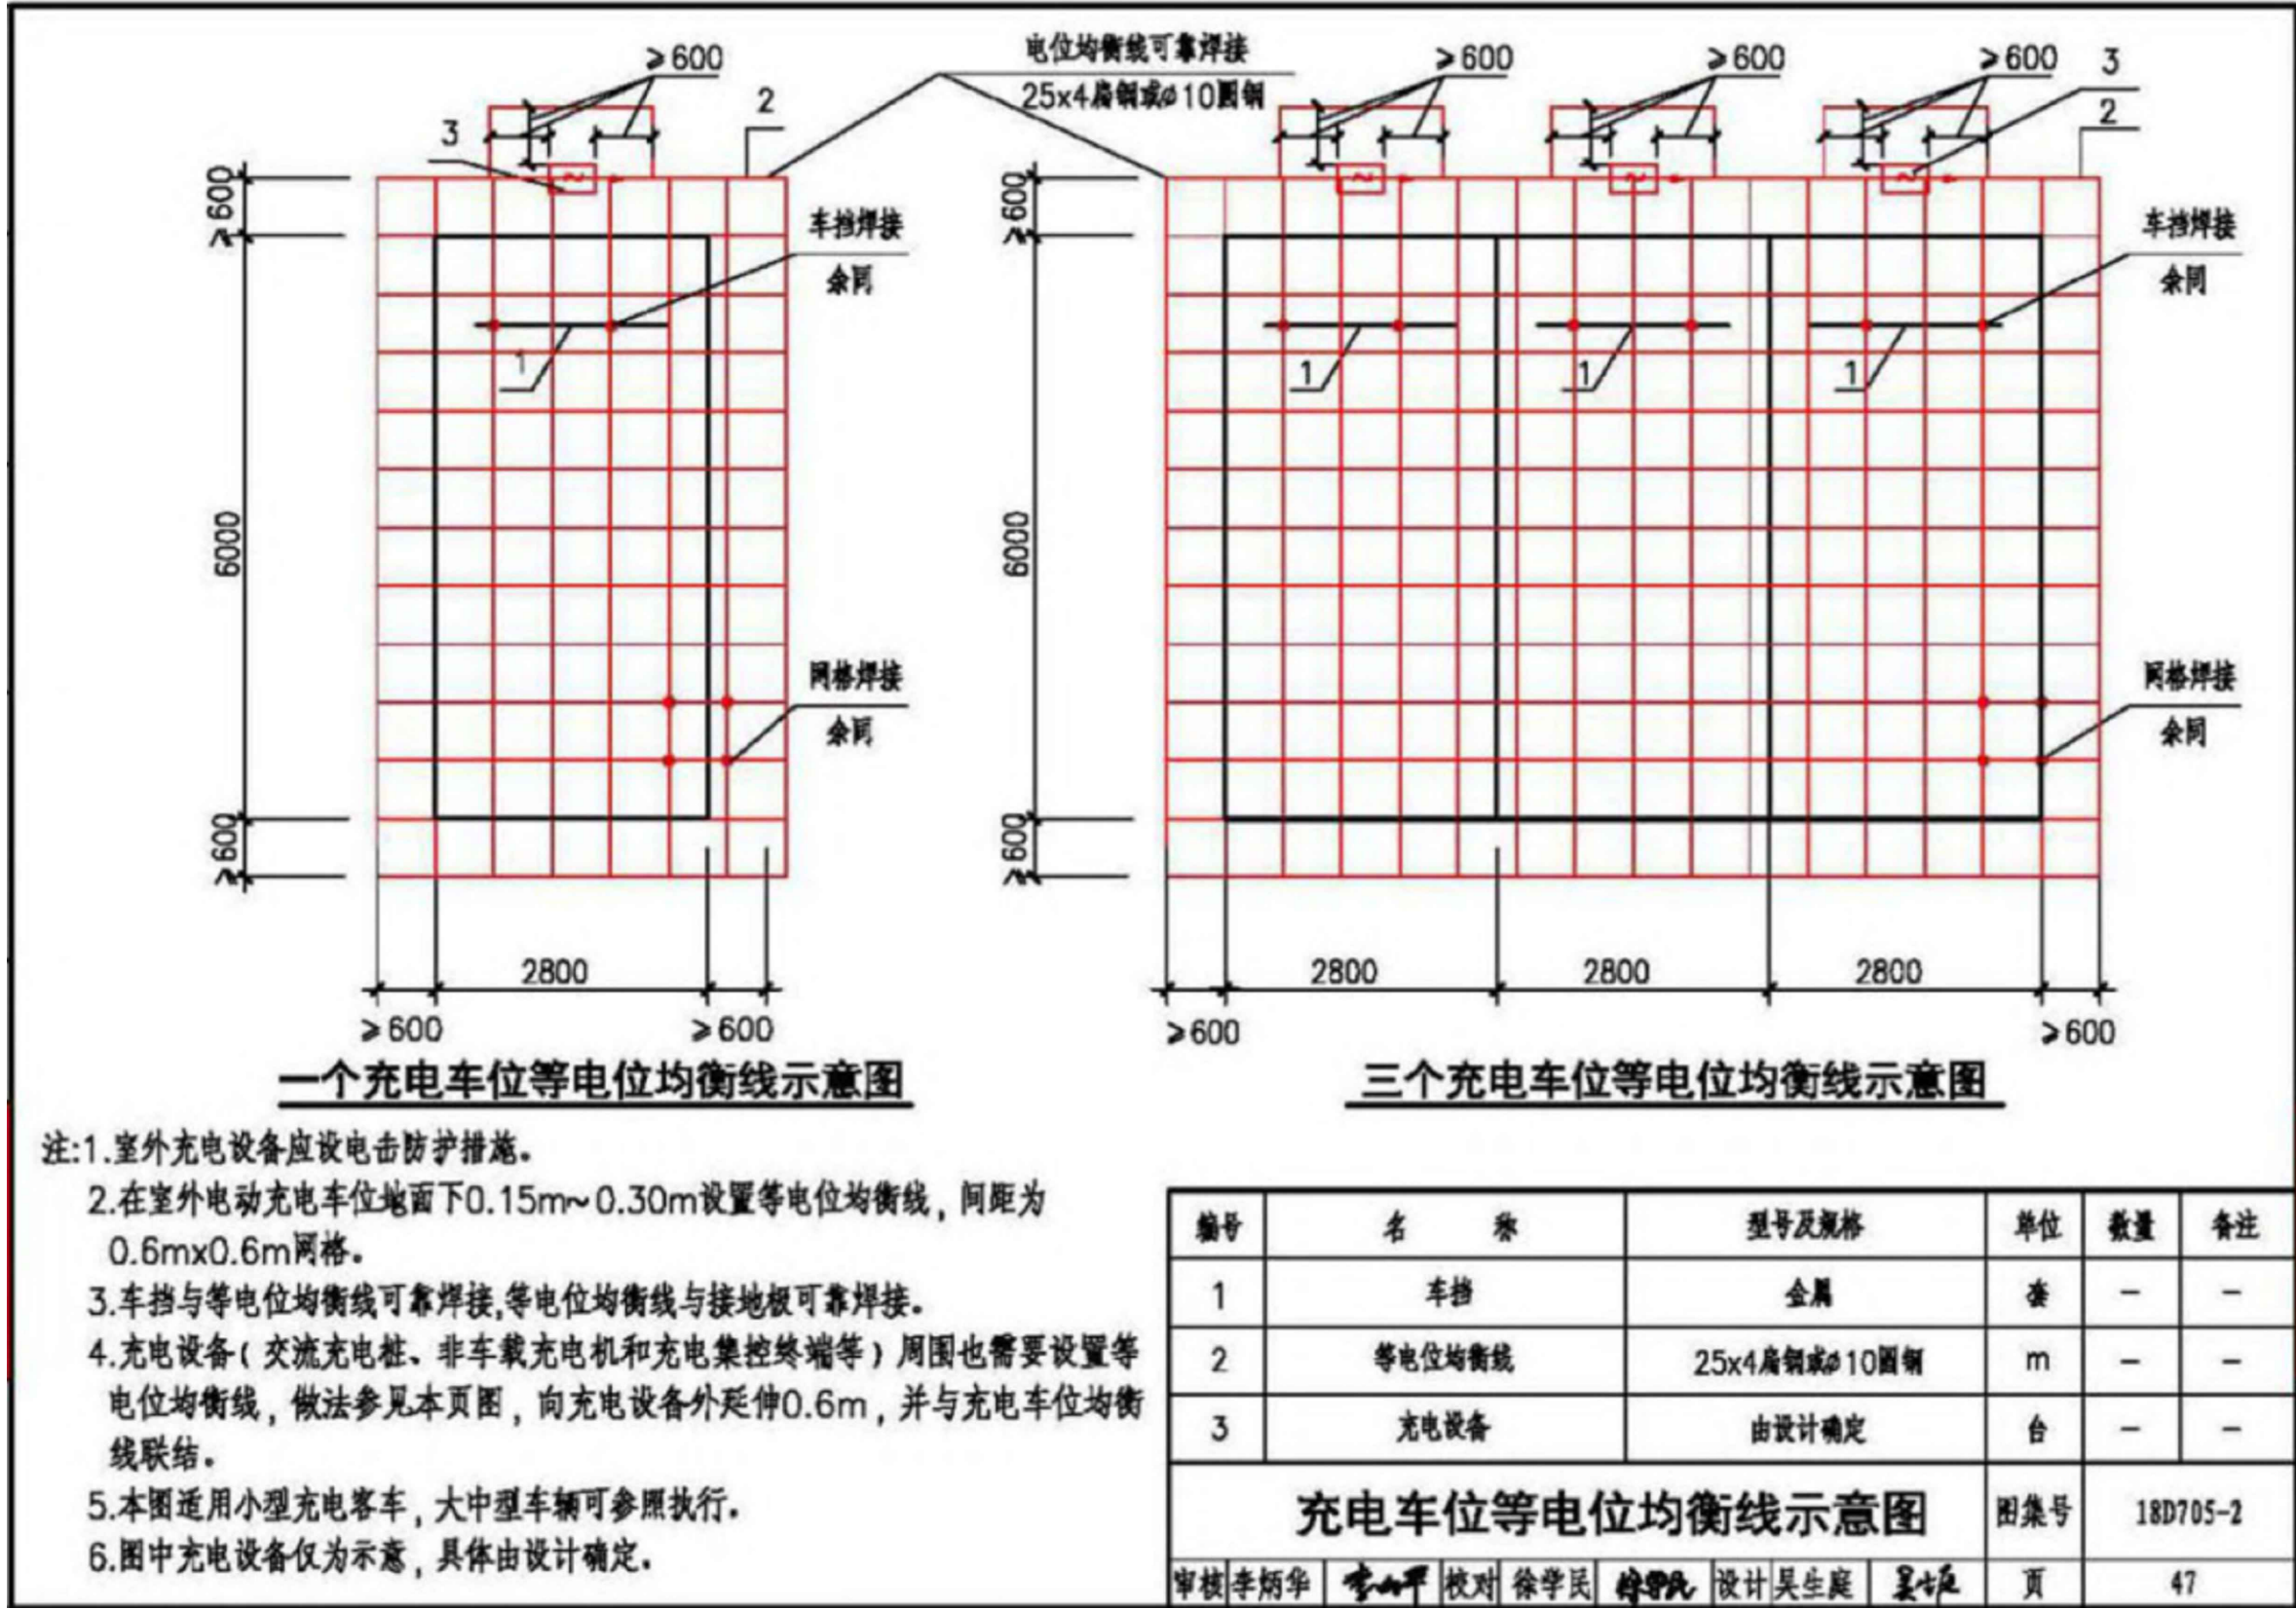 ≥600
电位均衡线可靠焊接
25x4扁钢或ø10圆钢
≥600
≥600
≥600
3
2
3
2
≥600
车挡焊接
余同
1
6000
网格焊接
余同
≥600
2800
≥600
≥600
一个充电车位等电位均衡线示意图
≥600
车挡焊接
余同
1
1
1
6000
网格焊接
余同
≥600
2800
2800
2800
≥600
≥600
三个充电车位等电位均衡线示意图
注:1.室外充电设备应设电击防护措施。
2.在室外电动充电车位地面下0.15m~0.30m设置等电位均衡线，间距为
0.6mx0.6m网格。
3.车挡与等电位均衡线可靠焊接,等电位均衡线与接地极可靠焊接。
4.充电设备(交流充电桩、非车载充电机和充电集控终端等)周围也需要设置等
电位均衡线，做法参见本页图，向充电设备外延伸0.6m，并与充电车位均衡
线联结。
5.本图适用小型充电客车，大中型车辆可参照执行。
6.图中充电设备仅为示意，具体由设计确定。
编号 名 称 型号及规格 单位 数量 备注
1 车挡 金属 套 — —
2 等电位均衡线 25x4扁钢或ø10圆钢 m — —
3 充电设备 由设计确定 台 — —
充电车位等电位均衡线示意图 图集号 18D705-2
审核 李炳华 校对 徐学民 徐学民 设计 吴生庭 页 47